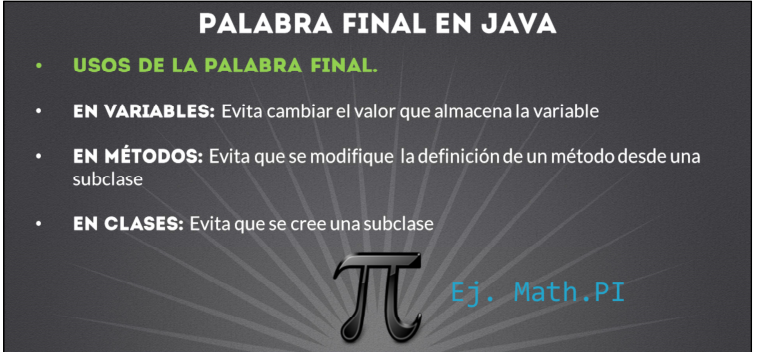 PALABRA FINAL EN JAVA
• USOS DE LA PALABRA FINAL.
• EN VARIABLES: Evita cambiar el valor que almacena la variable
• EN MÉTODOS: Evita que se modifique la definición de un método desde una
subclase
• EN CLASES: Evita que se cree una subclase
π
Ej. Math.PI